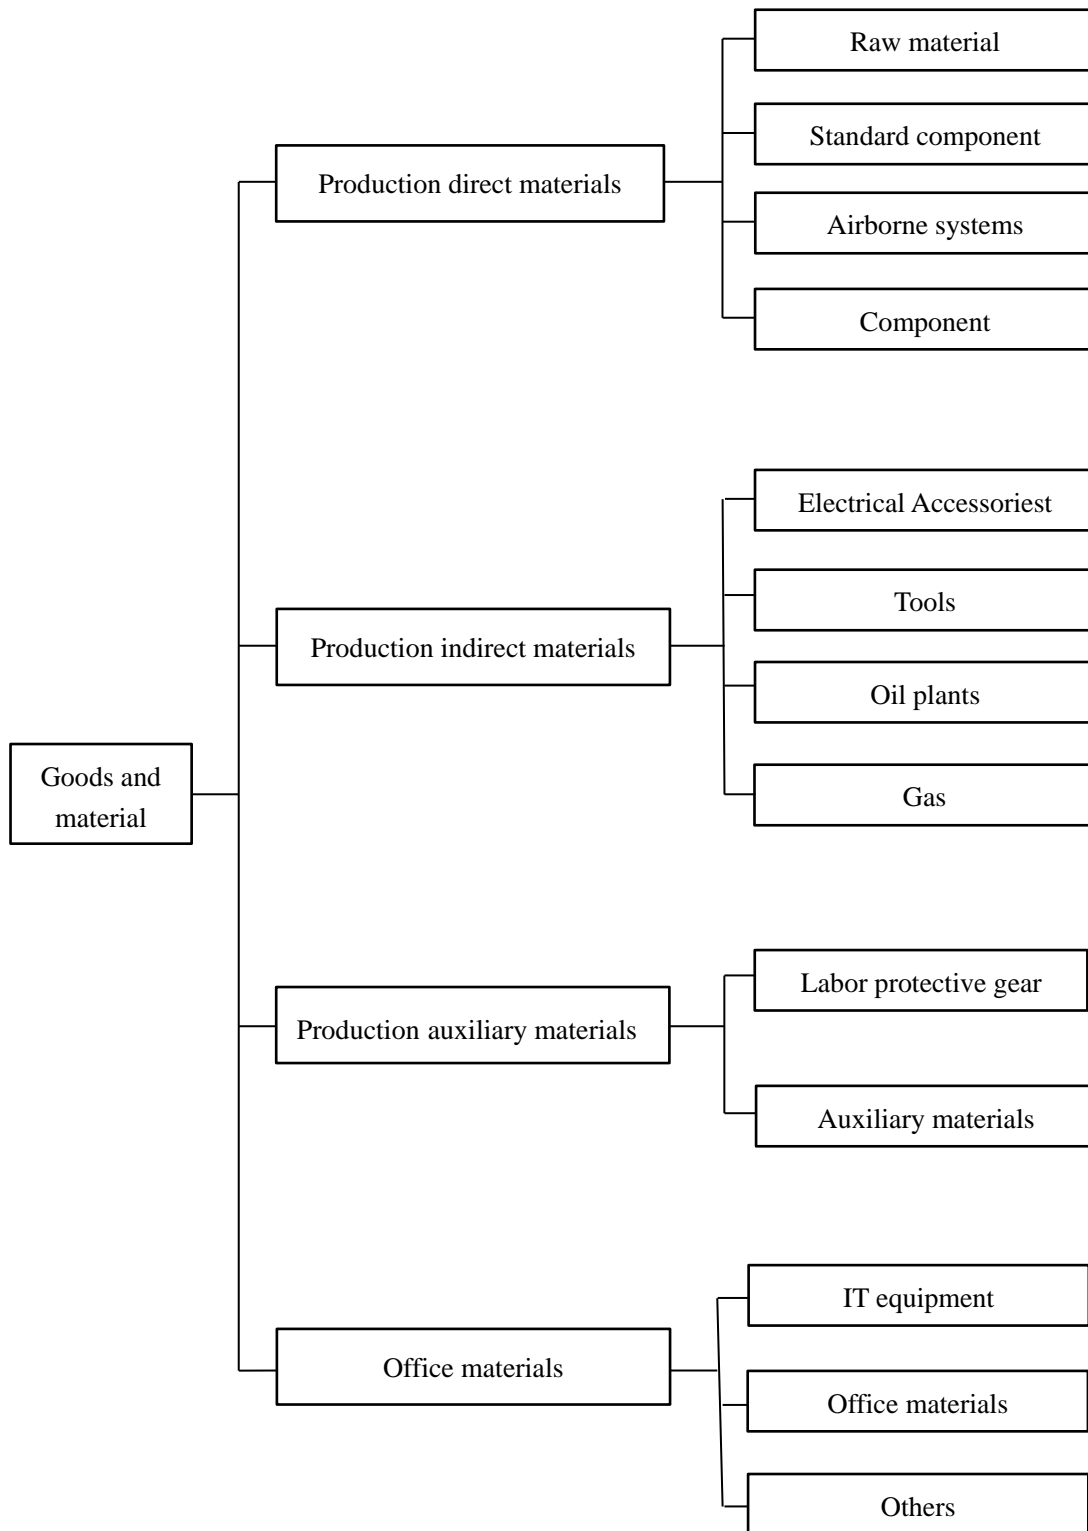 Raw material
Standard component
Production direct materials
Airborne systems
Component
Electrical Accessoriest
Tools
Production indirect materials
Oil plants
Gas
Goods and
material
Labor protective gear
Production auxiliary materials
Auxiliary materials
IT equipment
Office materials
Office materials
Others